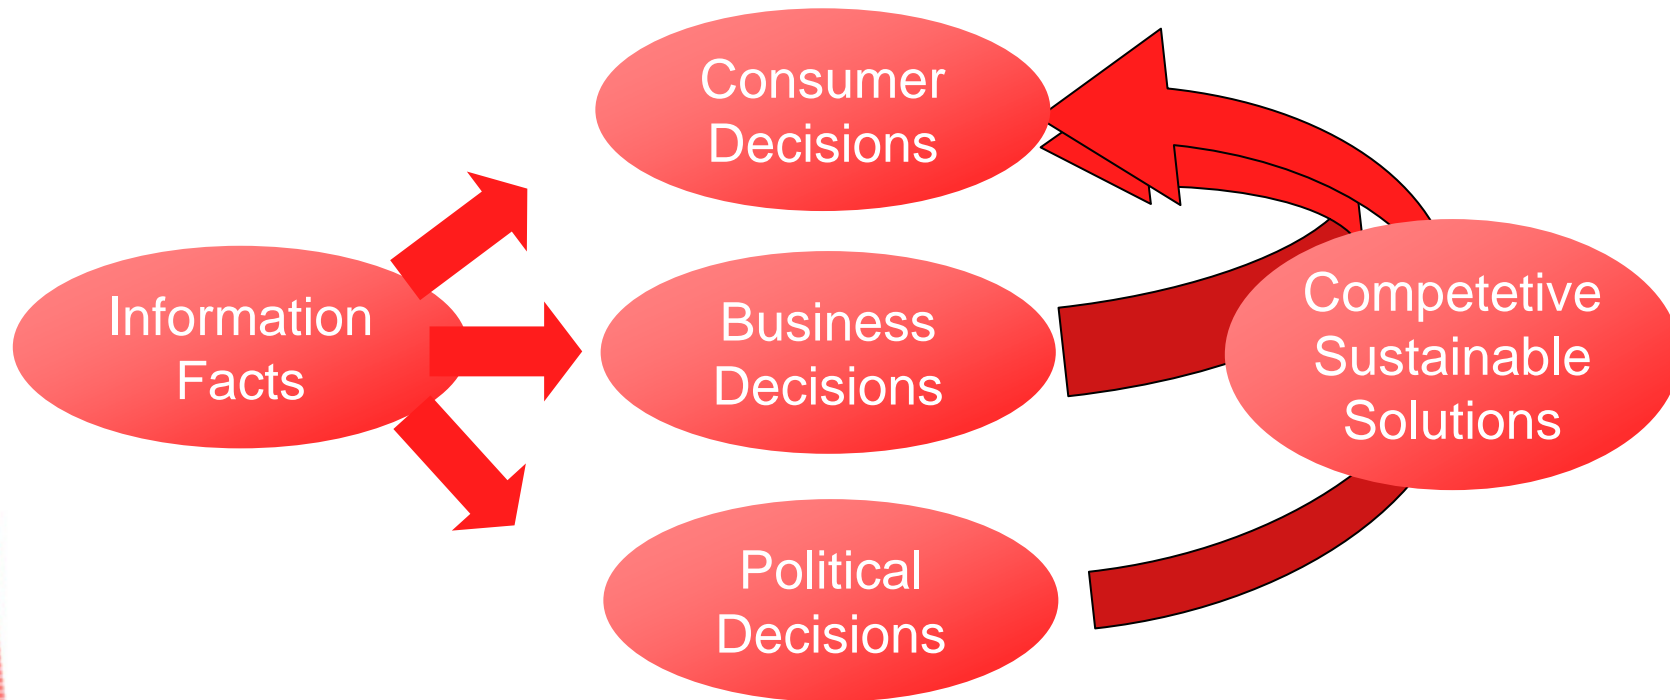 Consumer
Decisions
Information
Facts
Business
Decisions
Competetive
Sustainable
Solutions
Political
Decisions